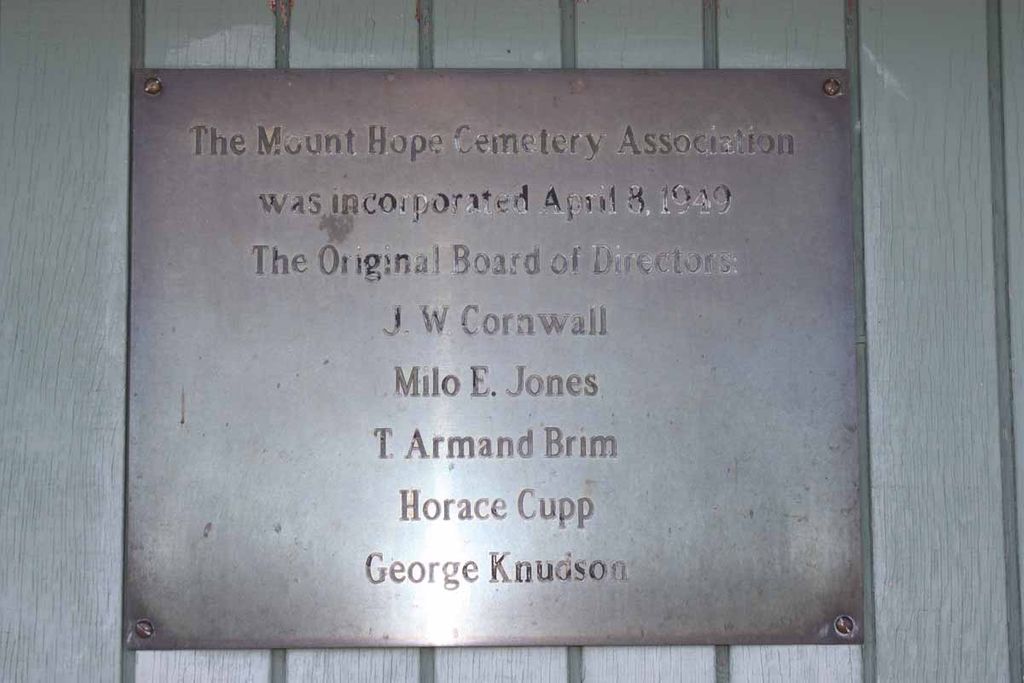 The Mount Hope Cemetery Association
was incorporated April 8, 1949
The Original Board of Directors:
J. W. Cornwall
Milo E. Jones
T. Armand Brim
Horace Cupp
George Knudson